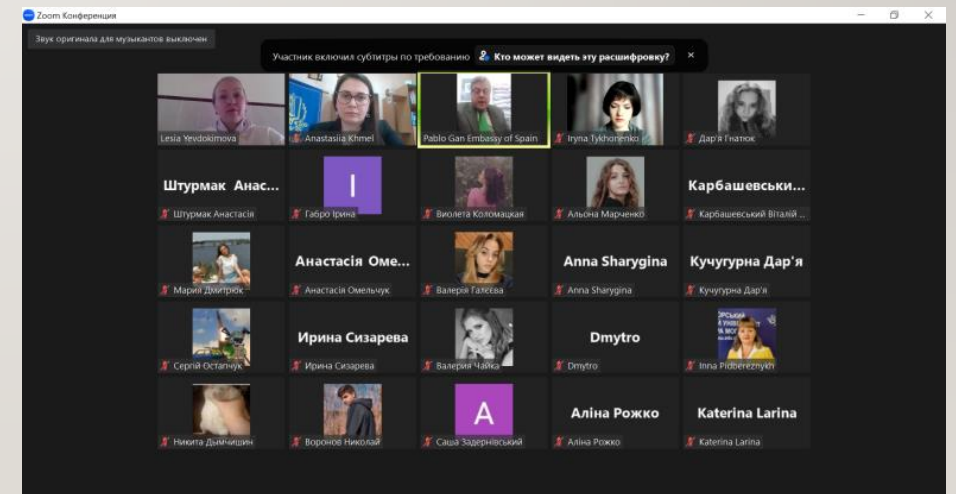 Zoom Конференция
Звук оригинала для музыкантов выключен
Участник включил субтитры по требованию Кто может видеть эту расшифровку?
Lesia Yevdokimova Anastasiia Khmel Pablo Gan Embassy of Spain Iryna Tykhonenko Дар'я Гнатюк
Штурмак Анас... I Карбашевськи...
Штурмак Анастасія Габро Ірина Виолета Коломацкая Альона Марченко Карбашевський Віталій ..
Анастасія Оме... Anna Sharygina Кучугурна Дар'я
Мария Дмитрюк Анастасія Омельчук Валерія Галєєва Anna Sharygina Кучугурна Дар'я
Ирина Сизарева Dmytro
Сергій Остапчук Ирина Сизарева Валерия Чайка Dmytro Inna Pidbereznykh
А Аліна Рожко Katerina Larina
Никита Дымчишин Воронов Николай Саша Задернівський Аліна Рожко Katerina Larina